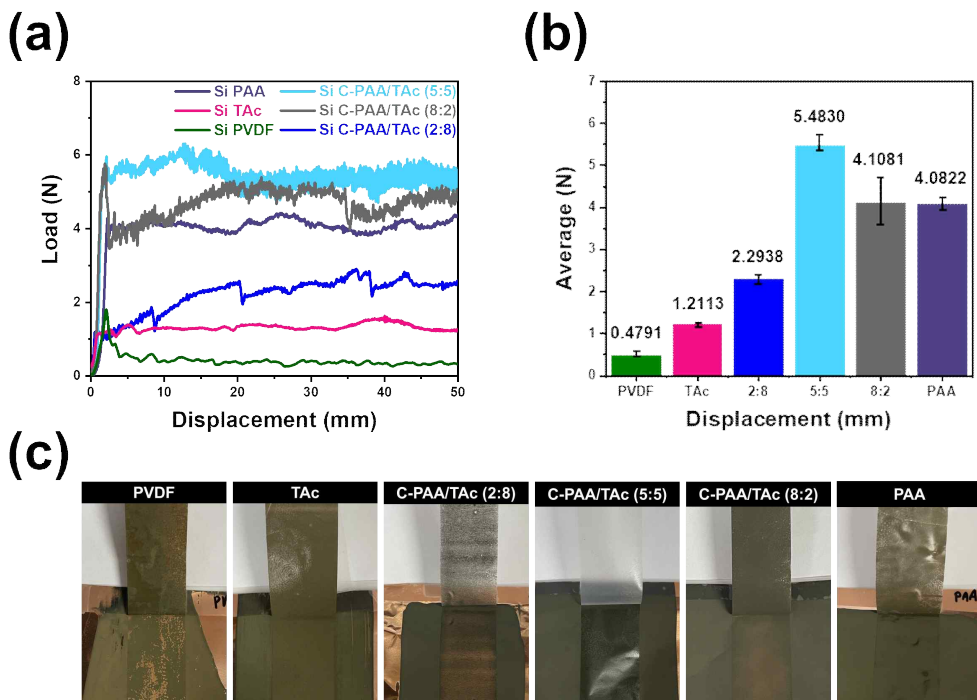 (a)
(b)
8
6
4
2
0
Load (N)
Si PAA
Si C-PAA/TAc (5:5)
Si TAc
Si C-PAA/TAc (8:2)
Si PVDF
Si C-PAA/TAc (2:8)
0 10 20 30 40 50
Displacement (mm)
7
6
5
4
3
2
1
0
Average (N)
0.4791
1.2113
2.2938
5.4830
4.1081
4.0822
PVDF TAc 2:8 5:5 8:2 PAA
Displacement (mm)
(c)
PVDF
TAc
C-PAA/TAc (2:8)
C-PAA/TAc (5:5)
C-PAA/TAc (8:2)
PAA
PAA